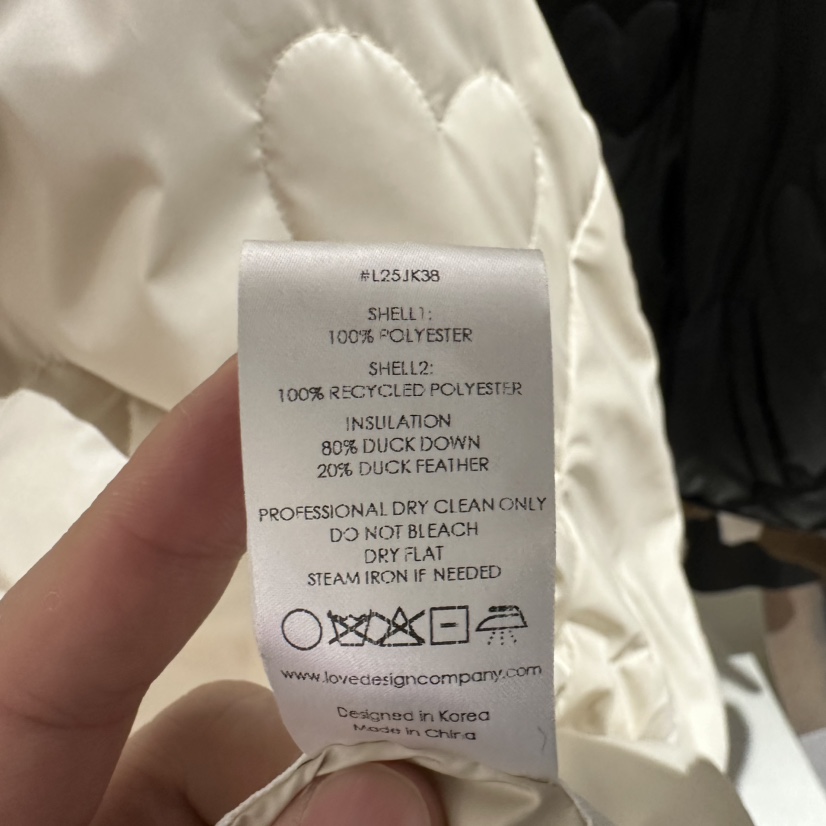 #L25JK38
SHELL1:
100% POLYESTER
SHELL2:
100% RECYCLED POLYESTER
INSULATION
80% DUCK DOWN
20% DUCK FEATHER
PROFESSIONAL DRY CLEAN ONLY
DO NOT BLEACH
DRY FLAT
STEAM IRON IF NEEDED
www.lovedesigncompany.com
Designed in Korea
Made in China